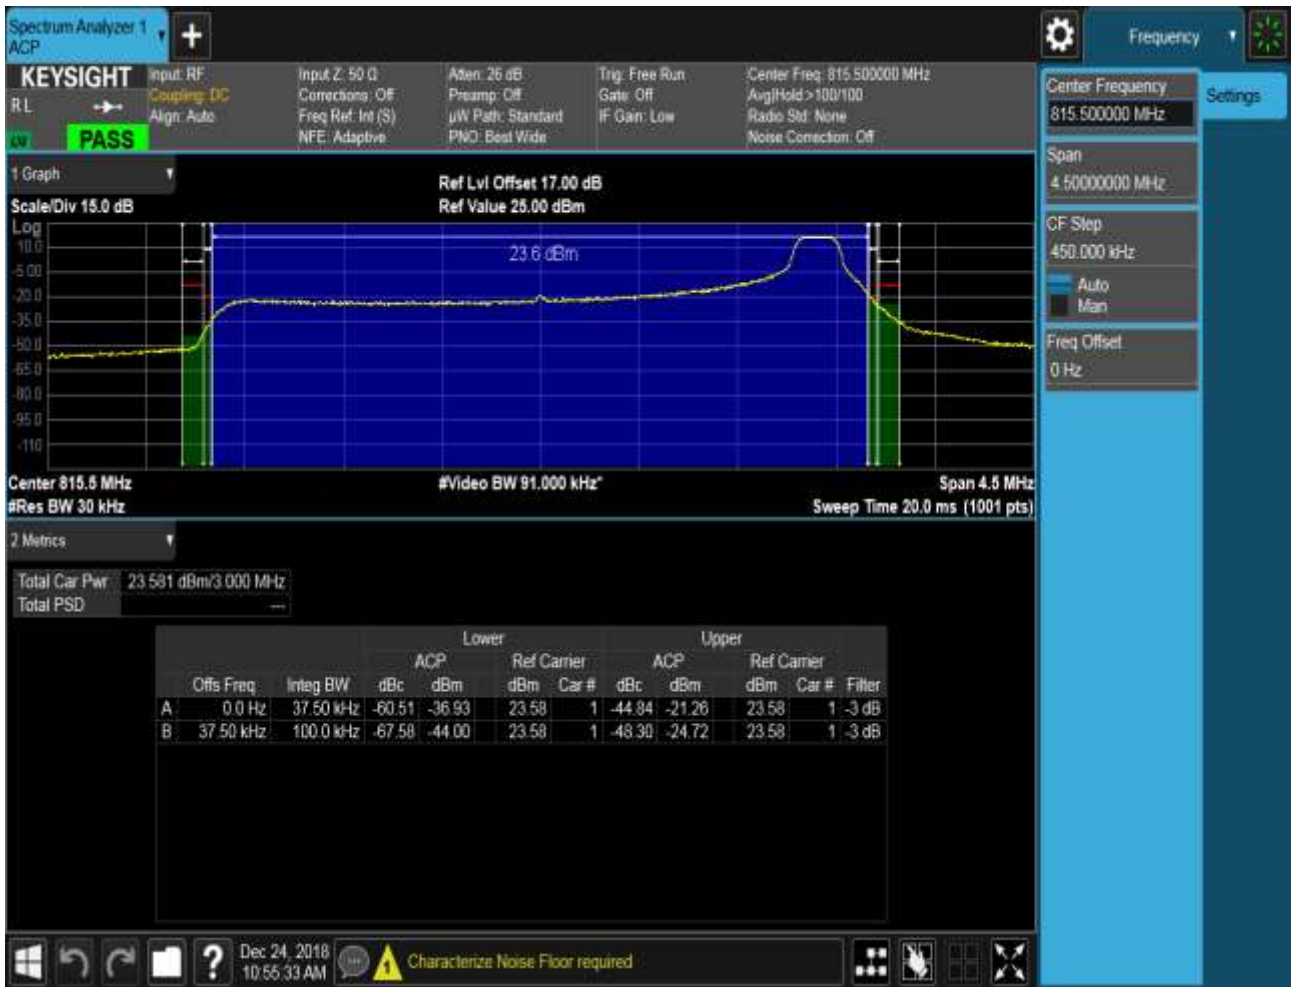 Spectrum Analyzer 1
ACP
Frequency
KEYSIGHT
R L
PASS
Input: RF
Coupling: DC
Align: Auto
Input Z: 50 Ω
Corrections: Off
Freq Ref: Int (S)
NFE: Adaptive
Atten: 26 dB
Preamp: Off
µW Path: Standard
PNO: Best Wide
Trig: Free Run
Gate: Off
IF Gain: Low
Center Freq: 815.500000 MHz
Avg|Hold:>100/100
Radio Std: None
Noise Correction: Off
Center Frequency
815.500000 MHz
Settings
Span
4.50000000 MHz
CF Step
450.000 kHz
Auto
Man
Freq Offset
0 Hz
1 Graph
Scale/Div 15.0 dB
Ref Lvl Offset 17.00 dB
Ref Value 25.00 dBm
Log
10.0
-5.00
-20.0
-35.0
-50.0
-65.0
-80.0
-95.0
-110
23.6 dBm
Center 815.5 MHz
#Res BW 30 kHz
#Video BW 91.000 kHz*
Span 4.5 MHz
Sweep Time 20.0 ms (1001 pts)
2 Metrics
Total Car Pwr 23.581 dBm/3.000 MHz
Total PSD ---
Lower Upper
ACP Ref Carrier ACP Ref Carrier
Offs Freq Integ BW dBc dBm dBm Car # dBc dBm dBm Car # Filter
A 0.0 Hz 37.50 kHz -60.51 -36.93 23.58 1 -44.84 -21.26 23.58 1 -3 dB
B 37.50 kHz 100.0 kHz -67.58 -44.00 23.58 1 -48.30 -24.72 23.58 1 -3 dB
?
Dec 24, 2018
10:55:33 AM
1
Characterize Noise Floor required